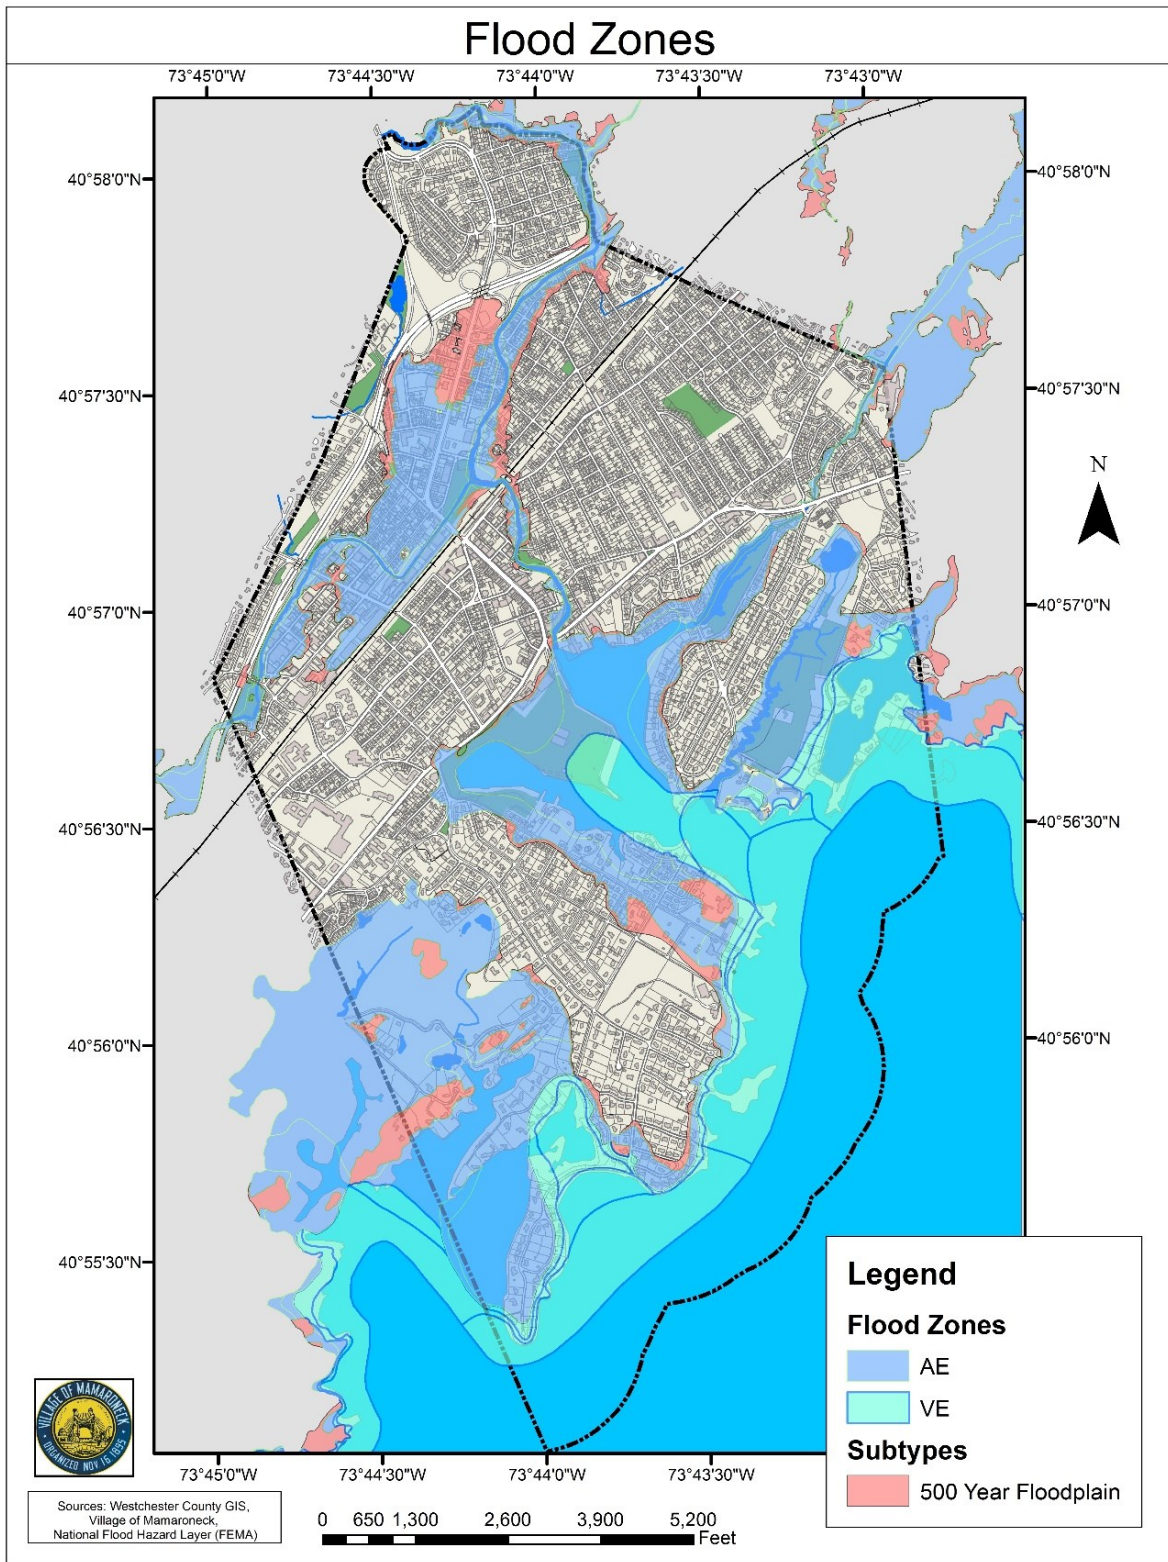 Flood Zones
73°45'0"W 73°44'30"W 73°44'0"W 73°43'30"W 73°43'0"W
40°58'0"N 40°58'0"N
40°57'30"N 40°57'30"N
N
40°57'0"N 40°57'0"N
40°56'30"N 40°56'30"N
40°56'0"N 40°56'0"N
40°55'30"N
Legend
Flood Zones
AE
VE
Subtypes
500 Year Floodplain
VILLAGE OF MAMARONECK
ORGANIZED NOV 16 1895
73°45'0"W 73°44'30"W 73°44'0"W 73°43'30"W
Sources: Westchester County GIS,
Village of Mamaroneck,
National Flood Hazard Layer (FEMA)
0 650 1,300 2,600 3,900 5,200
Feet